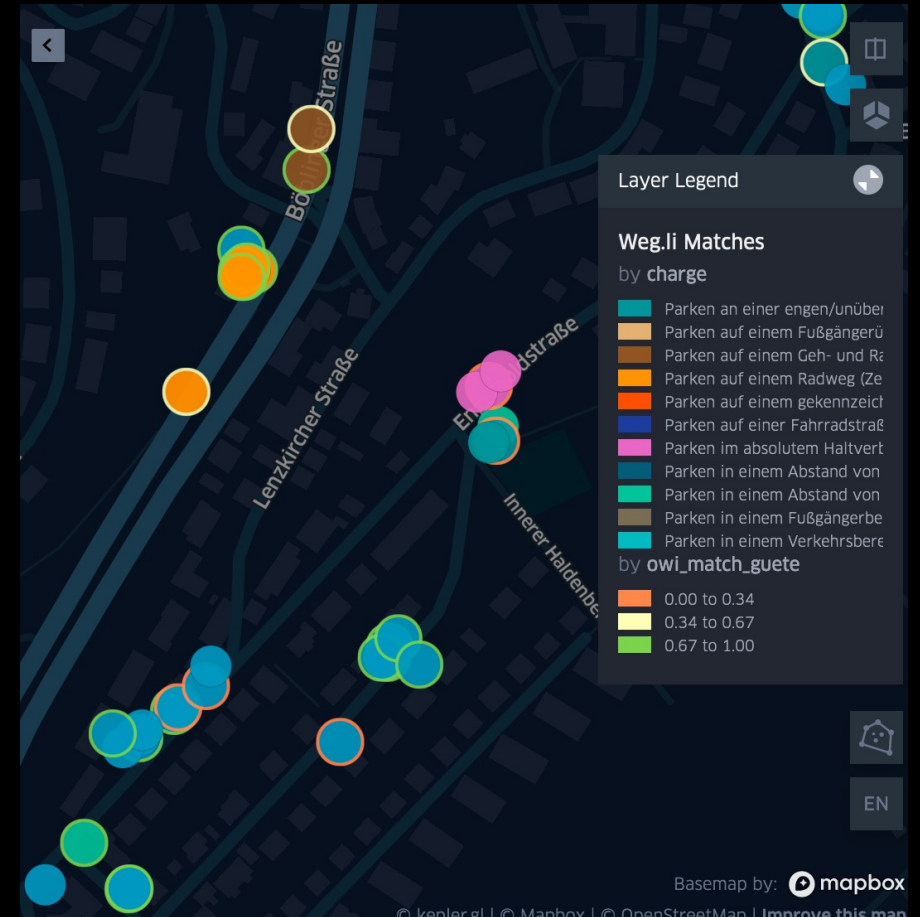 Böblinger Straße
Layer Legend
Weg.li Matches
by charge
Parken an einer engen/unüber
Parken auf einem Fußgängerü
Parken auf einem Geh- und Ra
Parken auf einem Radweg (Ze
Parken auf einem gekennzeich
Parken auf einer Fahrradstraß
Parken im absolutem Haltverb
Parken in einem Abstand von
Parken in einem Abstand von
Parken in einem Fußgängerbe
Parken in einem Verkehrsbere
by owi_match_guete
0.00 to 0.34
0.34 to 0.67
0.67 to 1.00
Lenzkircher Straße
Innerer Haldenbe
EN
Basemap by: mapbox
© kepler.gl | © Mapbox | © OpenStreetMap | Improve this map